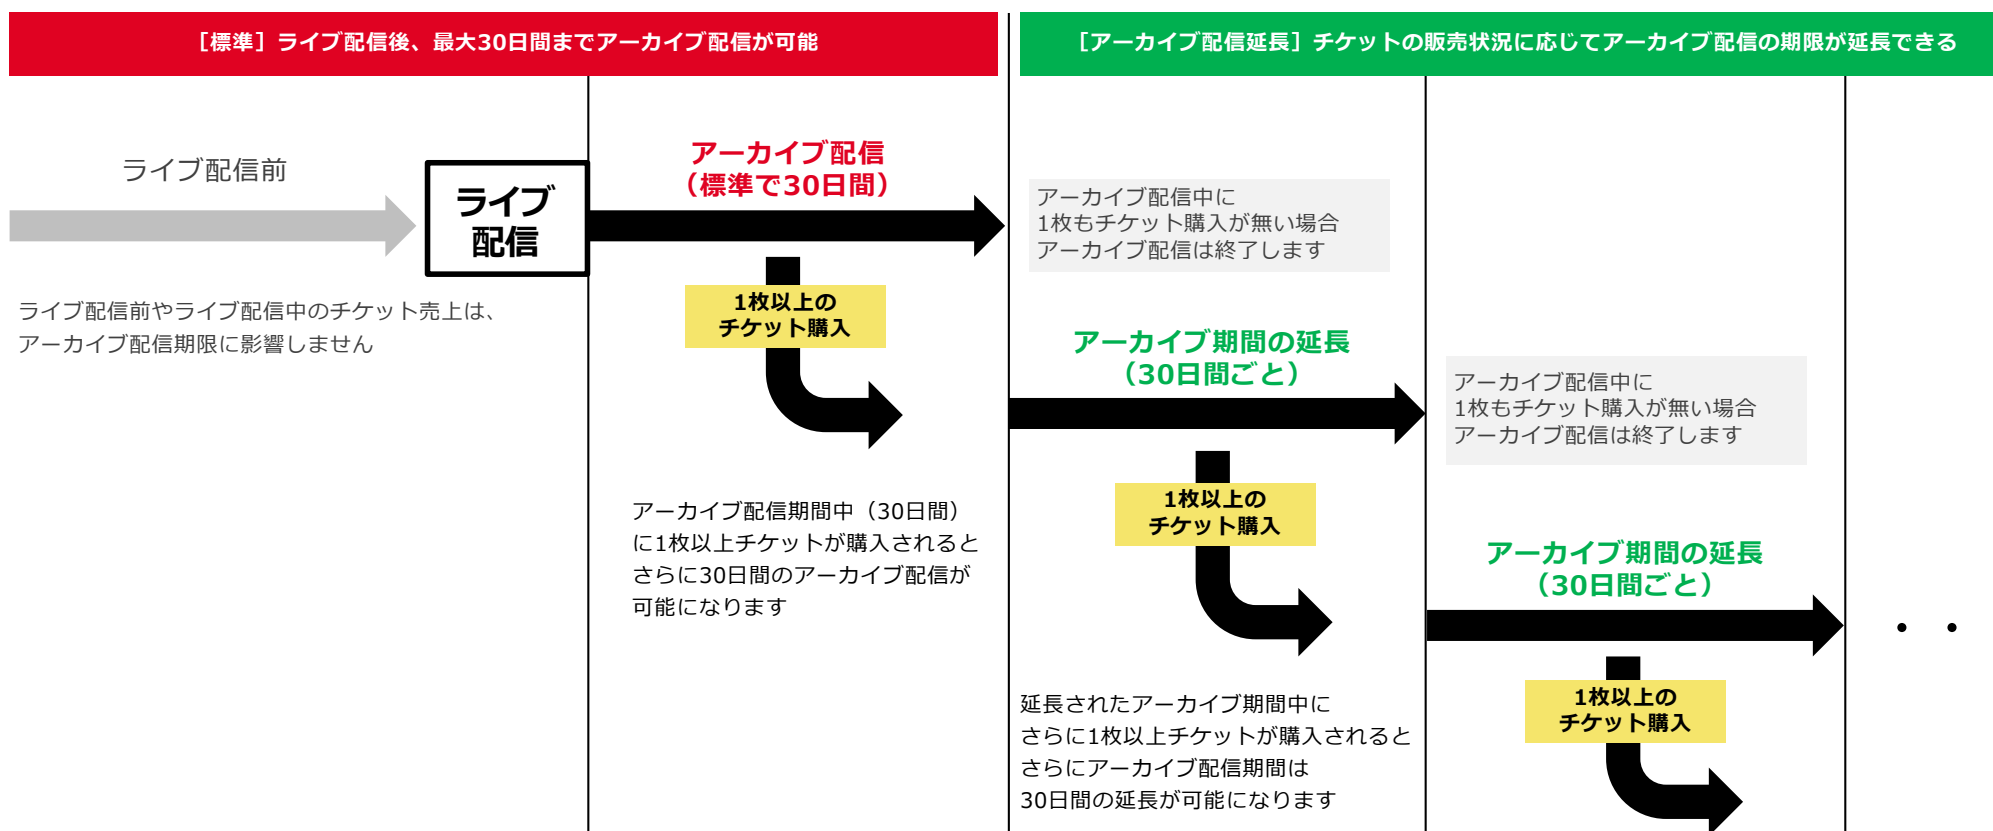 ［標準］ライブ配信後、最大30日間までアーカイブ配信が可能
［アーカイブ配信延長］チケットの販売状況に応じてアーカイブ配信の期限が延長できる
ライブ配信前
ライブ
配信
ライブ配信前やライブ配信中のチケット売上は、
アーカイブ配信期限に影響しません
アーカイブ配信
（標準で30日間）
1枚以上の
チケット購入
アーカイブ配信期間中（30日間）
に1枚以上チケットが購入されると
さらに30日間のアーカイブ配信が
可能になります
アーカイブ配信中に
1枚もチケット購入が無い場合
アーカイブ配信は終了します
アーカイブ期間の延長
（30日間ごと）
1枚以上の
チケット購入
延長されたアーカイブ期間中に
さらに1枚以上チケットが購入されると
さらにアーカイブ配信期間は
30日間の延長が可能になります
アーカイブ配信中に
1枚もチケット購入が無い場合
アーカイブ配信は終了します
アーカイブ期間の延長
（30日間ごと）
1枚以上の
チケット購入
・・